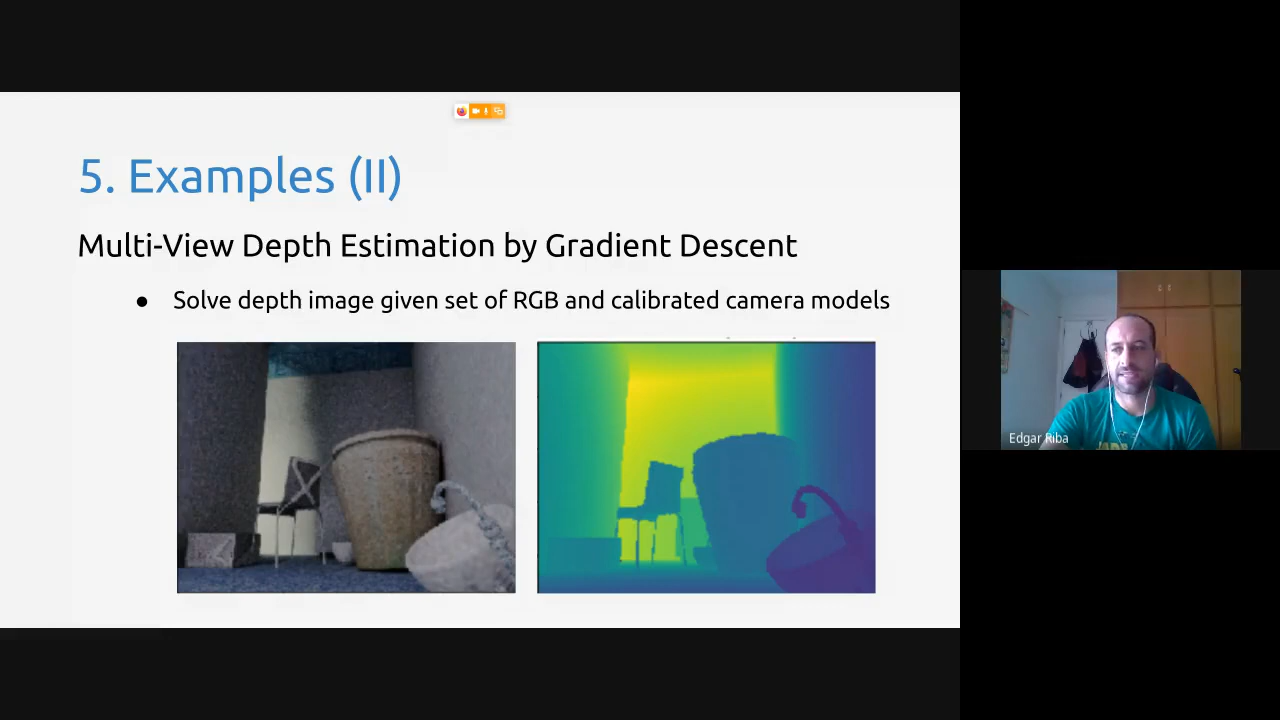 5. Examples (II)
Multi-View Depth Estimation by Gradient Descent
● Solve depth image given set of RGB and calibrated camera models
Edgar Riba